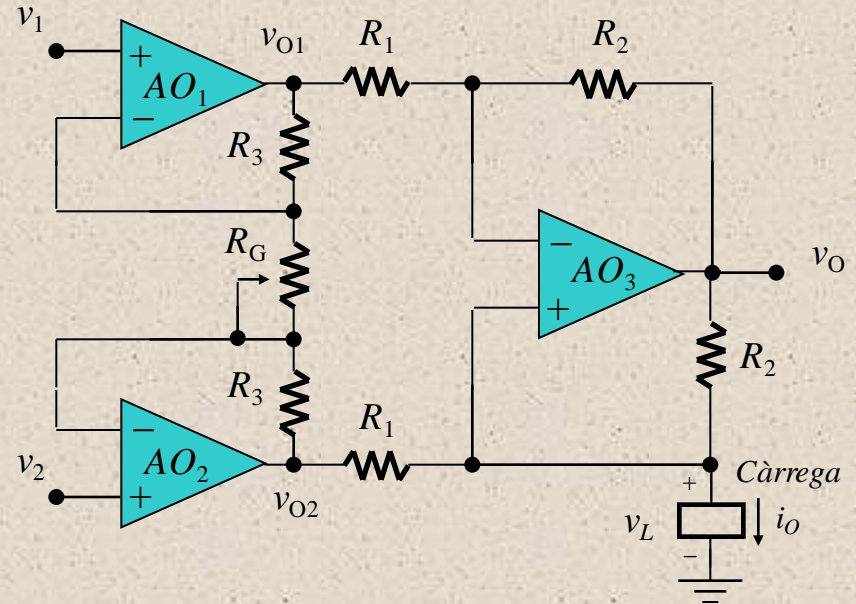 v1
vO1
R1
R2
+
AO1
−
R3
RG
−
AO3
+
vO
R3
R2
−
AO2
+
v2
R1
vO2
+
Càrrega
vL
iO
−